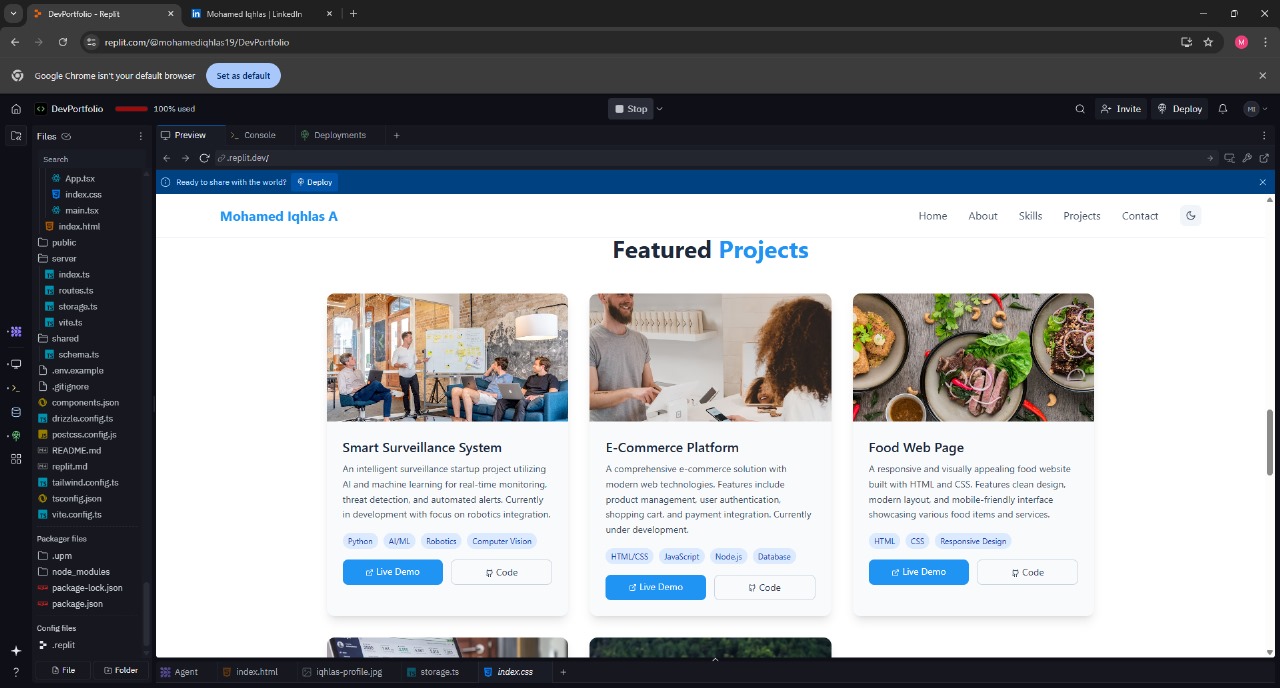 DevPortfolio - Replit
Mohamed Iqhlas | LinkedIn
replit.com/@mohamediqhlas19/DevPortfolio
M
Google Chrome isn't your default browser
Set as default
DevPortfolio
100% used
Stop
Invite
Deploy
MI
Files
Preview
Console
Deployments
Search
.replit.dev/
App.tsx
index.css
main.tsx
index.html
public
server
index.ts
routes.ts
storage.ts
vite.ts
shared
schema.ts
.env.example
.gitignore
components.json
drizzle.config.ts
postcss.config.js
README.md
replit.md
tailwind.config.ts
tsconfig.json
vite.config.ts
Packager files
.upm
node_modules
package-lock.json
package.json
Config files
.replit
File
Folder
Ready to share with the world?
Deploy
Mohamed Iqhlas A
Home
About
Skills
Projects
Contact
Featured Projects
Smart Surveillance System
An intelligent surveillance startup project utilizing
AI and machine learning for real-time monitoring,
threat detection, and automated alerts. Currently
in development with focus on robotics integration.
Python
AI/ML
Robotics
Computer Vision
Live Demo
Code
E-Commerce Platform
A comprehensive e-commerce solution with
modern web technologies. Features include
product management, user authentication,
shopping cart, and payment integration. Currently
under development.
HTML/CSS
JavaScript
Node.js
Database
Live Demo
Code
Food Web Page
A responsive and visually appealing food website
built with HTML and CSS. Features clean design,
modern layout, and mobile-friendly interface
showcasing various food items and services.
HTML
CSS
Responsive Design
Live Demo
Code
Agent
index.html
iqhlas-profile.jpg
storage.ts
index.css